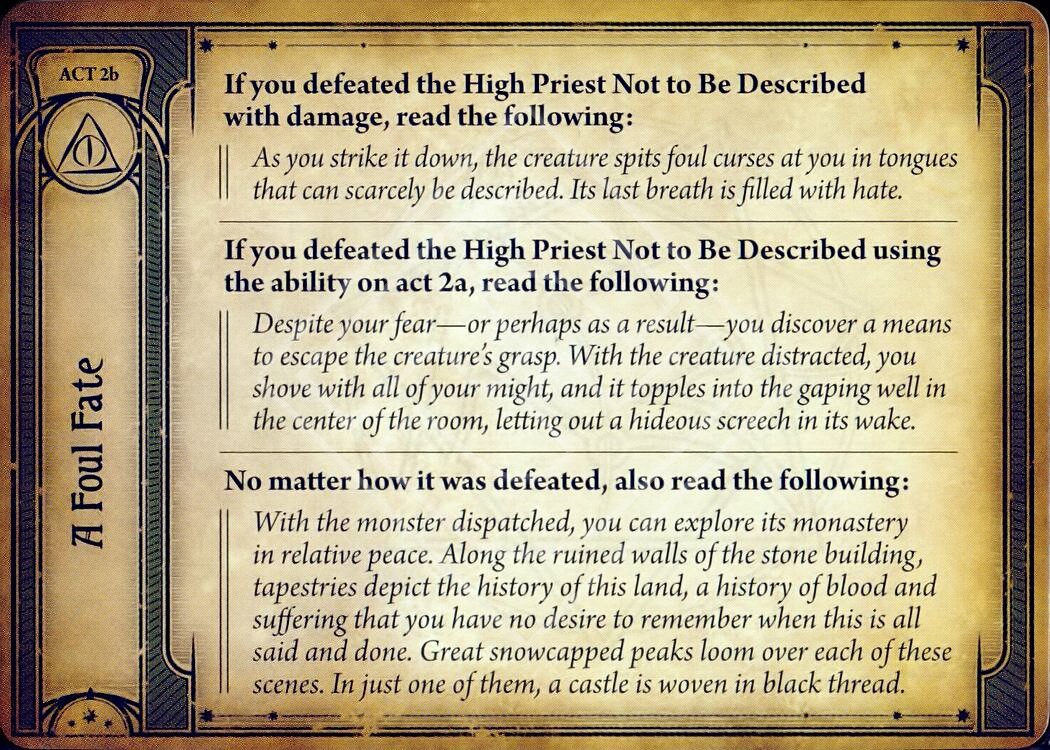 ACT 2b
A Foul Fate
If you defeated the High Priest Not to Be Described
with damage, read the following:
As you strike it down, the creature spits foul curses at you in tongues
that can scarcely be described. Its last breath is filled with hate.
If you defeated the High Priest Not to Be Described using
the ability on act 2a, read the following:
Despite your fear—or perhaps as a result—you discover a means
to escape the creature's grasp. With the creature distracted, you
shove with all of your might, and it topples into the gaping well in
the center of the room, letting out a hideous screech in its wake.
No matter how it was defeated, also read the following:
With the monster dispatched, you can explore its monastery
in relative peace. Along the ruined walls of the stone building,
tapestries depict the history of this land, a history of blood and
suffering that you have no desire to remember when this is all
said and done. Great snowcapped peaks loom over each of these
scenes. In just one of them, a castle is woven in black thread.